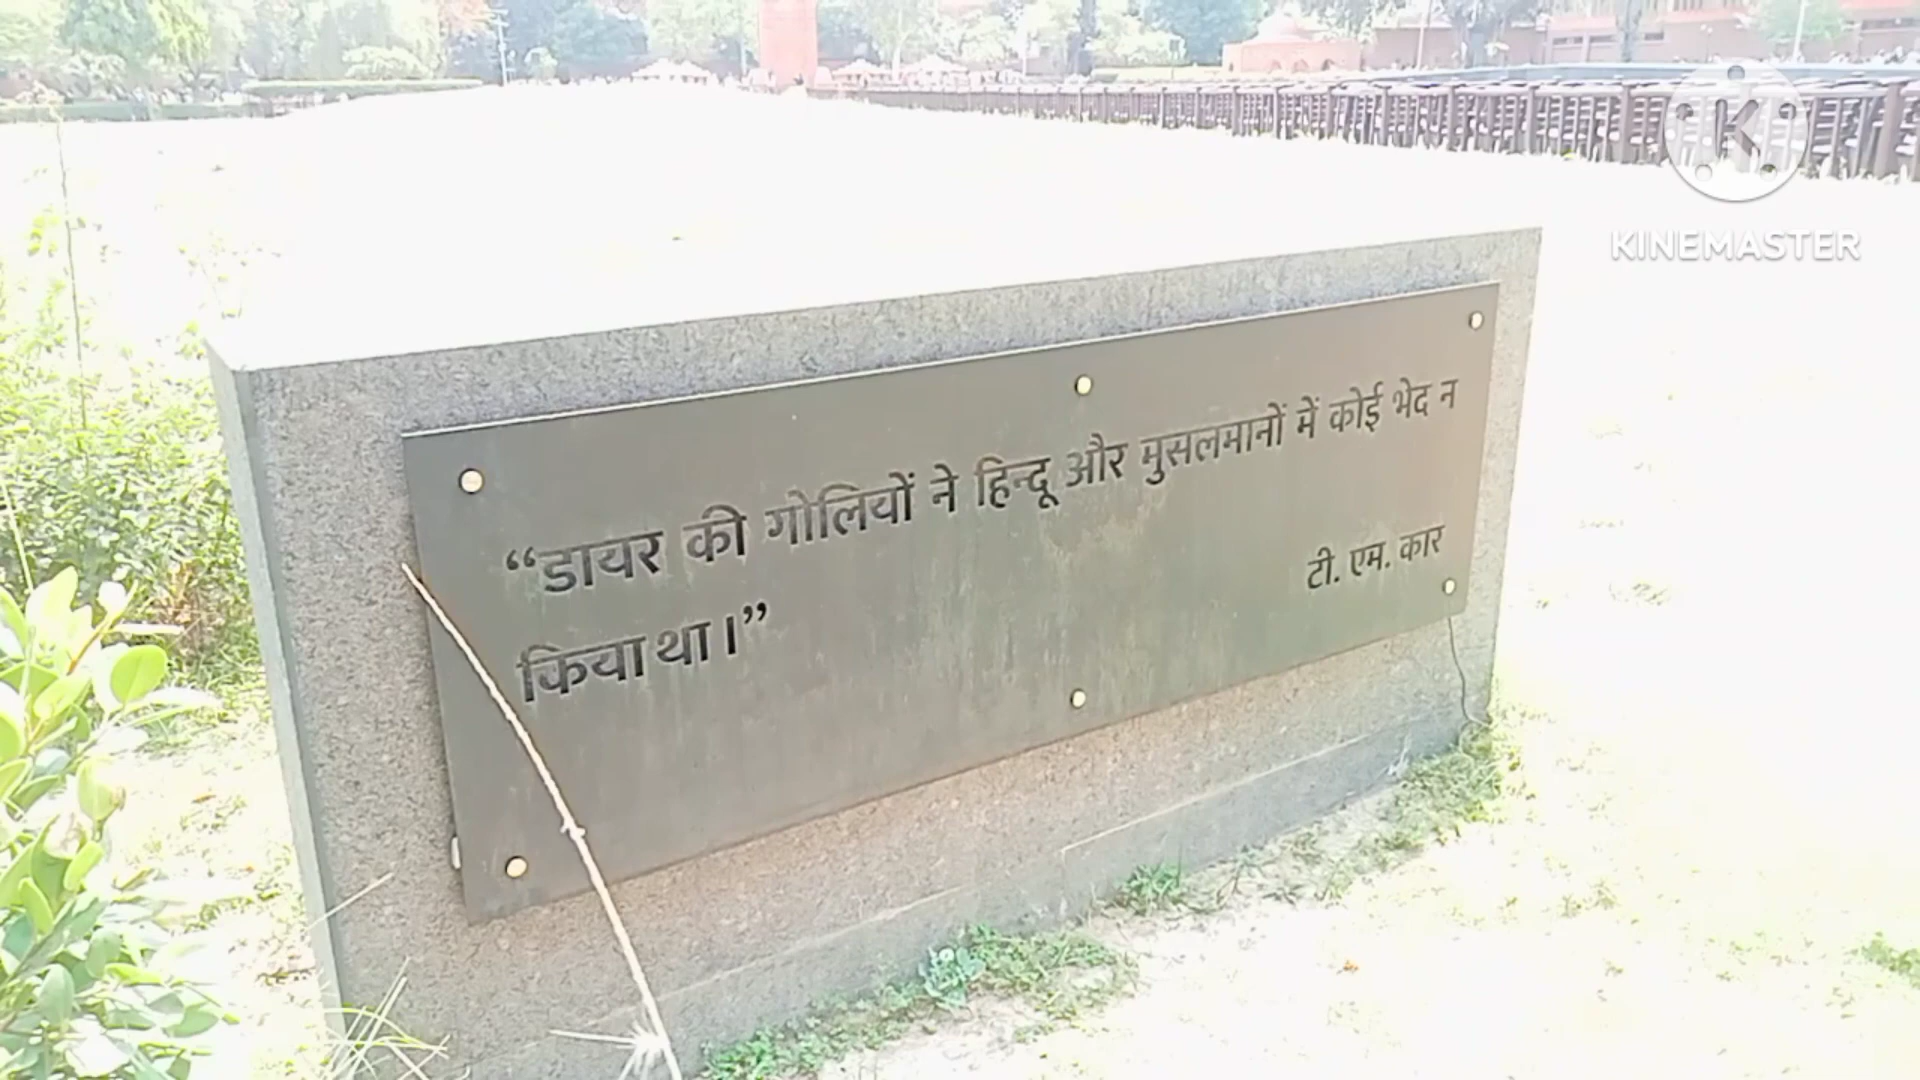 KINEMASTER
“डायर की गोलियों ने हिन्दू और मुसलमानों में कोई भेद न
किया था।”
टी. एम. कार